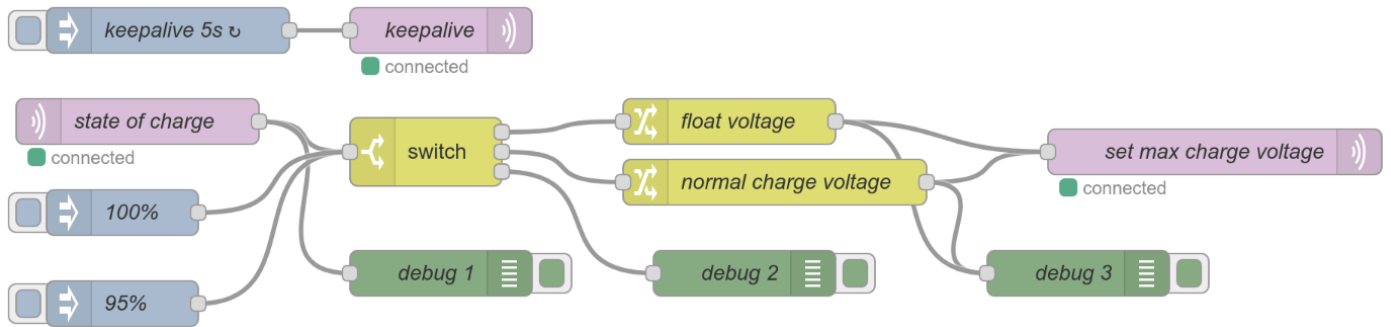 keepalive 5s ↻
keepalive
connected
state of charge
connected
switch
float voltage
normal charge voltage
set max charge voltage
connected
100%
95%
debug 1
debug 2
debug 3